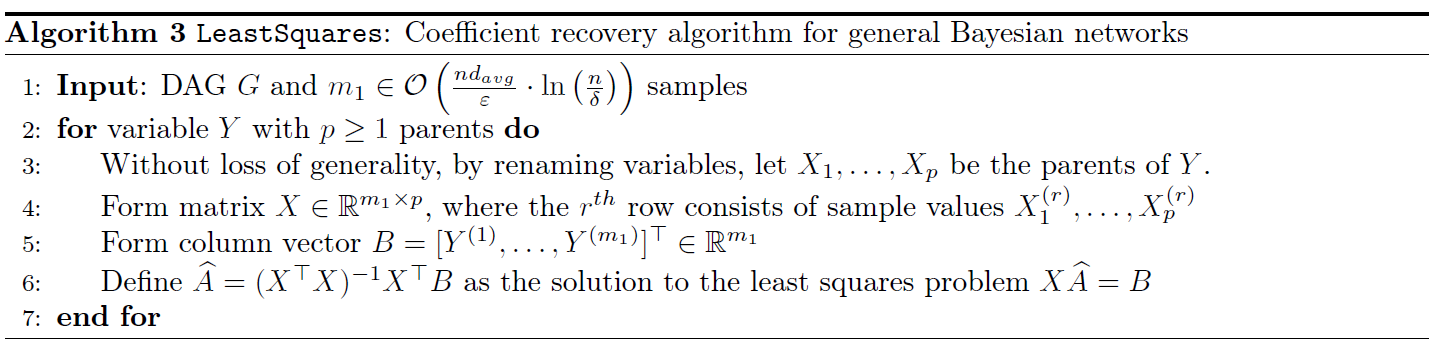 Algorithm 3 LeastSquares: Coefficient recovery algorithm for general Bayesian networks
1: Input: DAG $G$ and $m_1 \in \mathcal{O}\left(\frac{nd_{avg}}{\varepsilon} \cdot \ln\left(\frac{n}{\delta}\right)\right)$ samples
2: for variable $Y$ with $p \geq 1$ parents do
3: Without loss of generality, by renaming variables, let $X_1, \ldots, X_p$ be the parents of $Y$.
4: Form matrix $X \in \mathbb{R}^{m_1 \times p}$, where the $r^{th}$ row consists of sample values $X_1^{(r)}, \ldots, X_p^{(r)}$
5: Form column vector $B = [Y^{(1)}, \ldots, Y^{(m_1)}]^\top \in \mathbb{R}^{m_1}$
6: Define $\widehat{A} = (X^\top X)^{-1} X^\top B$ as the solution to the least squares problem $X\widehat{A} = B$
7: end for